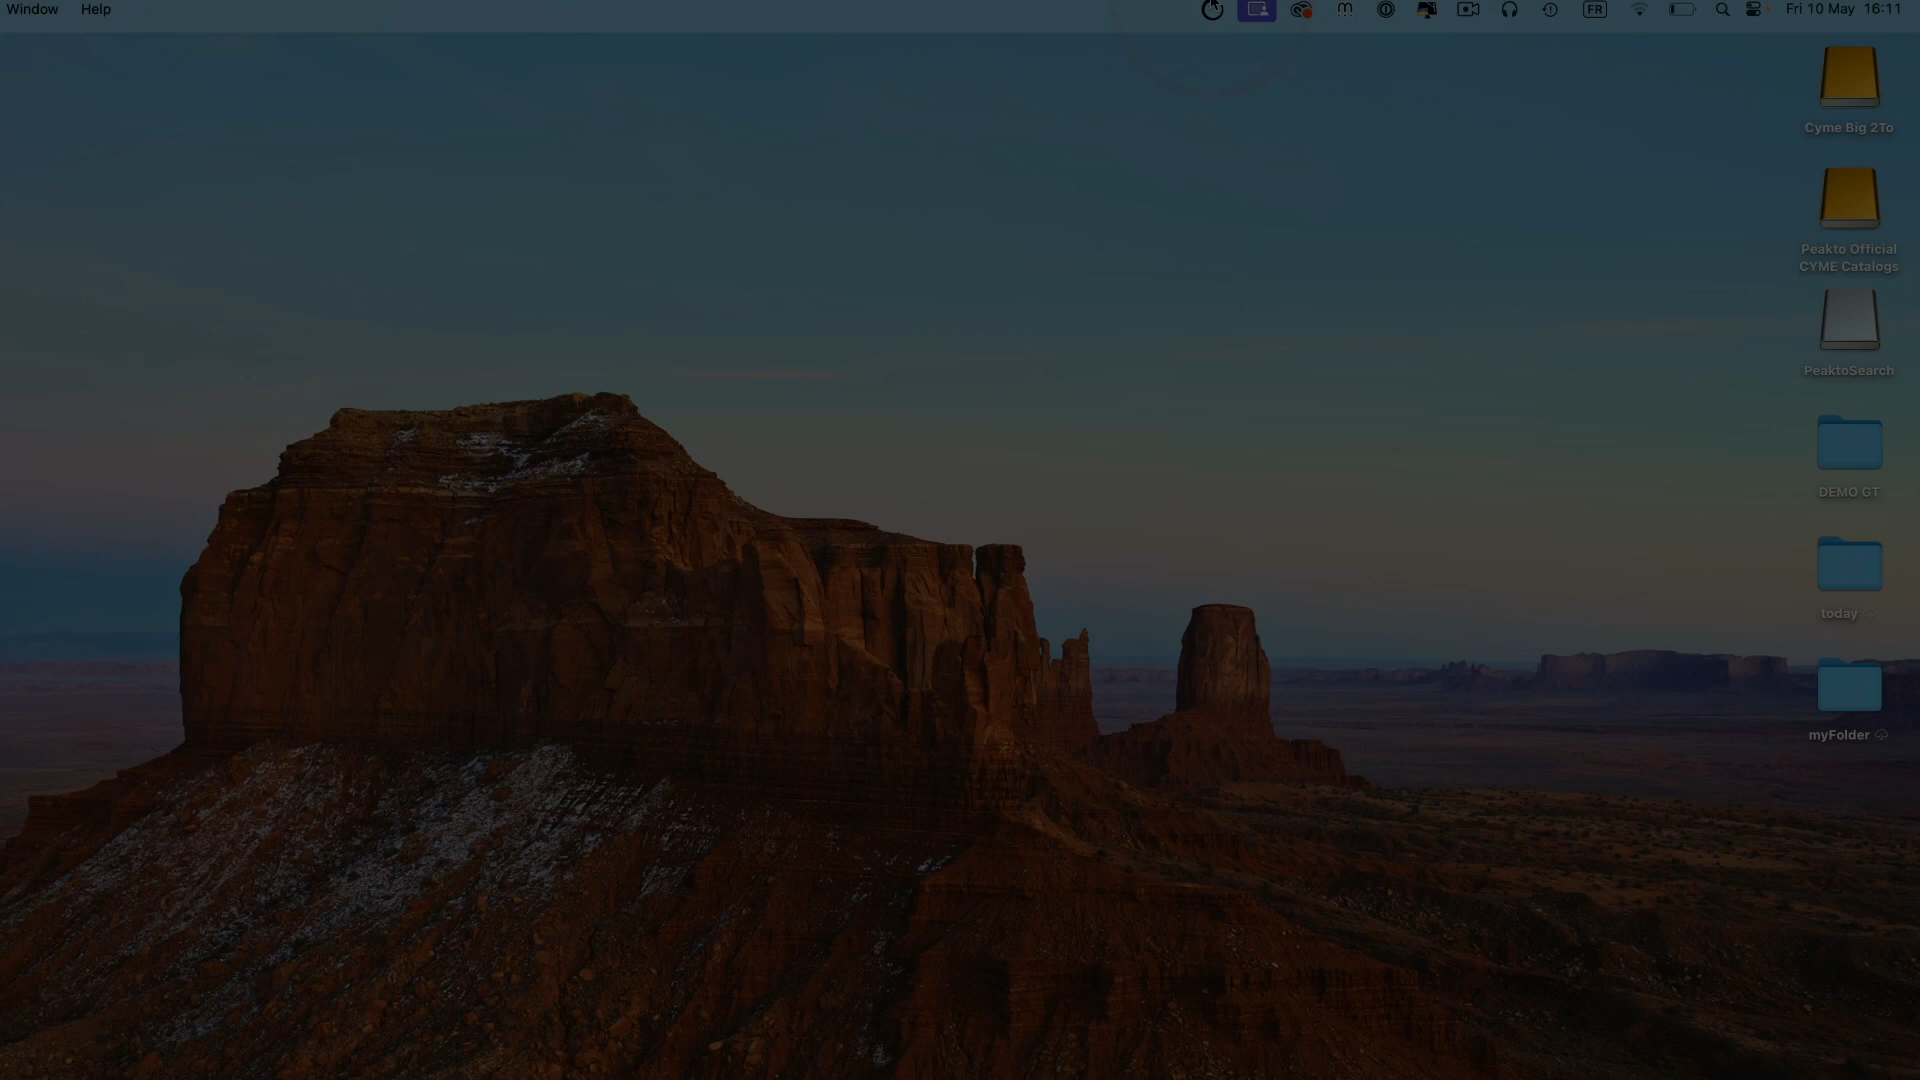 Window Help FR Fri 10 May 16:11
Cyme Big 2To
Peakto Official
CYME Catalogs
PeaktoSearch
DEMO GT
today
myFolder